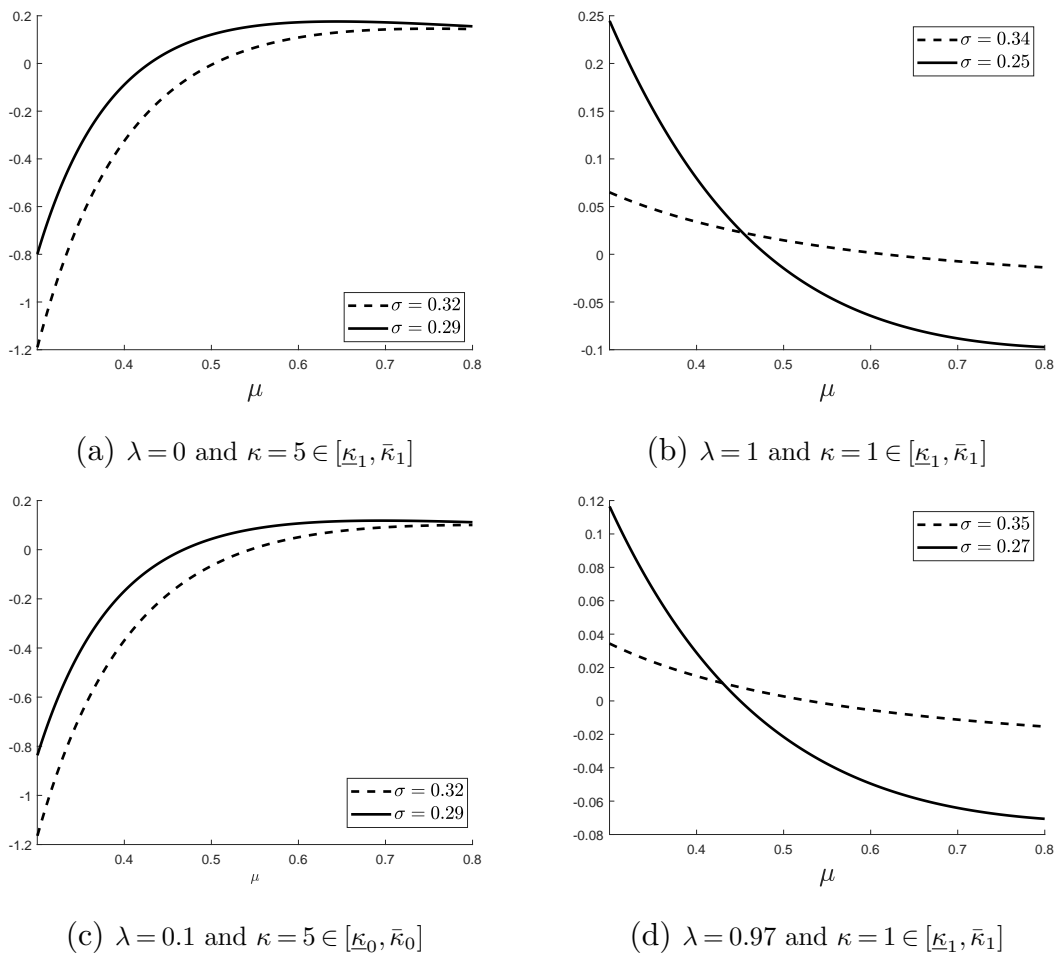 0.2
0
-0.2
-0.4
-0.6
-0.8
-1
-1.2
0.4 0.5 0.6 0.7 0.8
μ
σ = 0.32
σ = 0.29
(a) λ = 0 and κ = 5 ∈ [κ̲₁, κ̄₁]
0.25
0.2
0.15
0.1
0.05
0
-0.05
-0.1
0.4 0.5 0.6 0.7 0.8
μ
σ = 0.34
σ = 0.25
(b) λ = 1 and κ = 1 ∈ [κ̲₁, κ̄₁]
0.2
0
-0.2
-0.4
-0.6
-0.8
-1
-1.2
0.4 0.5 0.6 0.7 0.8
μ
σ = 0.32
σ = 0.29
(c) λ = 0.1 and κ = 5 ∈ [κ̲₀, κ̄₀]
0.12
0.1
0.08
0.06
0.04
0.02
0
-0.02
-0.04
-0.06
-0.08
0.4 0.5 0.6 0.7 0.8
μ
σ = 0.35
σ = 0.27
(d) λ = 0.97 and κ = 1 ∈ [κ̲₁, κ̄₁]